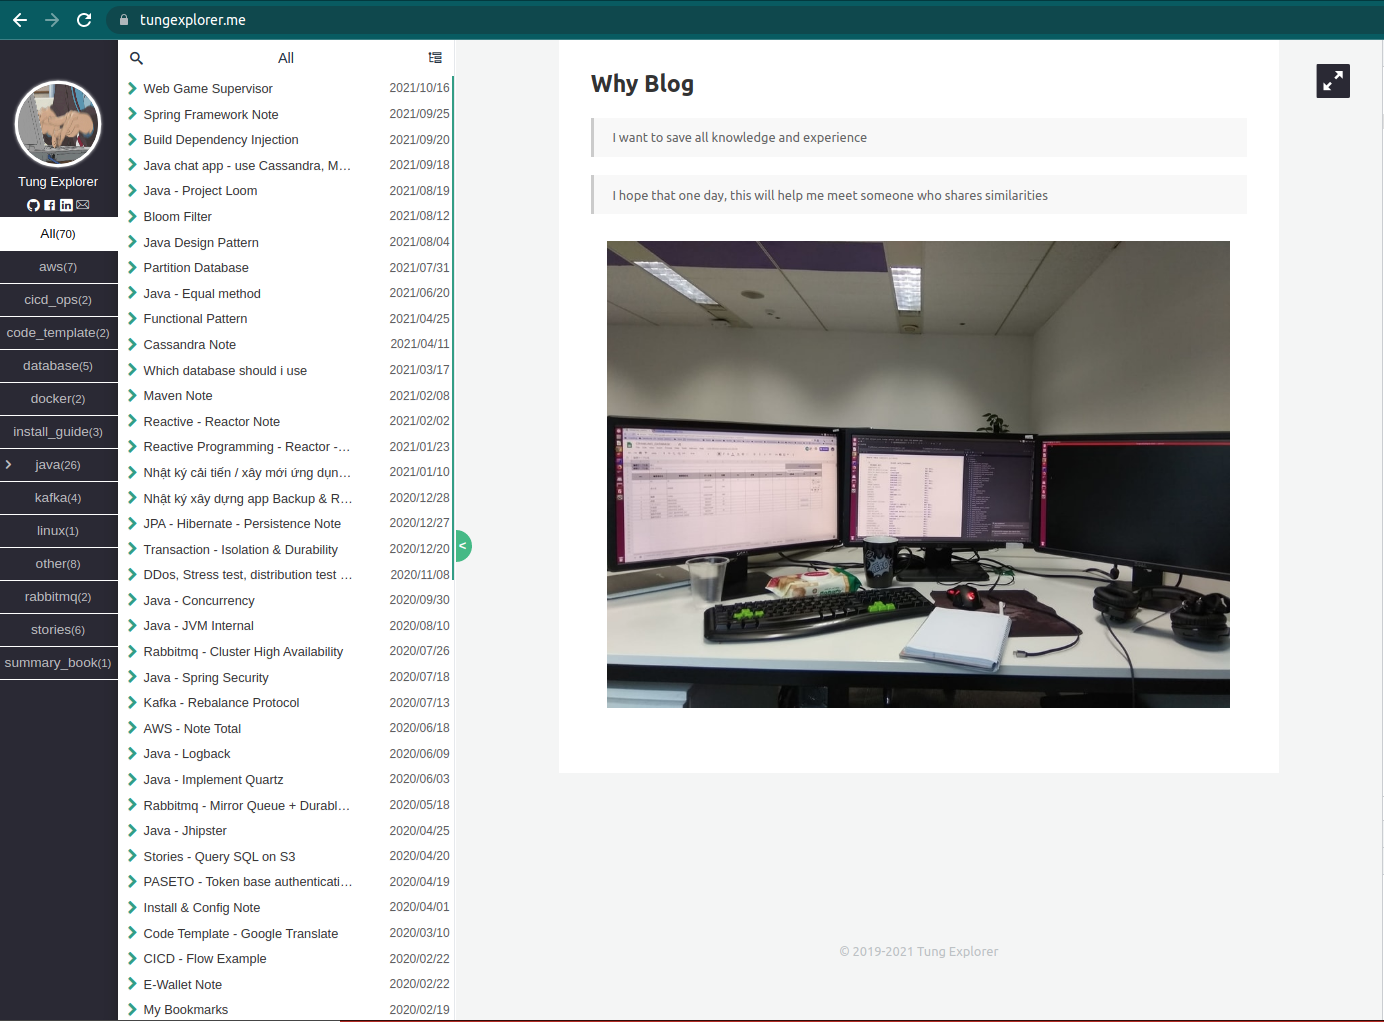 tungexplorer.me
Tung Explorer
All(70)
aws(7)
cicd_ops(2)
code_template(2)
database(5)
docker(2)
install_guide(3)
java(26)
kafka(4)
linux(1)
other(8)
rabbitmq(2)
stories(6)
summary_book(1)
All
Web Game Supervisor 2021/10/16
Spring Framework Note 2021/09/25
Build Dependency Injection 2021/09/20
Java chat app - use Cassandra, M... 2021/09/18
Java - Project Loom 2021/08/19
Bloom Filter 2021/08/12
Java Design Pattern 2021/08/04
Partition Database 2021/07/31
Java - Equal method 2021/06/20
Functional Pattern 2021/04/25
Cassandra Note 2021/04/11
Which database should i use 2021/03/17
Maven Note 2021/02/08
Reactive - Reactor Note 2021/02/02
Reactive Programming - Reactor -... 2021/01/23
Nhật ký cải tiến / xây mới ứng dụn... 2021/01/10
Nhật ký xây dựng app Backup & R... 2020/12/28
JPA - Hibernate - Persistence Note 2020/12/27
Transaction - Isolation & Durability 2020/12/20
DDos, Stress test, distribution test ... 2020/11/08
Java - Concurrency 2020/09/30
Java - JVM Internal 2020/08/10
Rabbitmq - Cluster High Availability 2020/07/26
Java - Spring Security 2020/07/18
Kafka - Rebalance Protocol 2020/07/13
AWS - Note Total 2020/06/18
Java - Logback 2020/06/09
Java - Implement Quartz 2020/06/03
Rabbitmq - Mirror Queue + Durabl... 2020/05/18
Java - Jhipster 2020/04/25
Stories - Query SQL on S3 2020/04/20
PASETO - Token base authenticati... 2020/04/19
Install & Config Note 2020/04/01
Code Template - Google Translate 2020/03/10
CICD - Flow Example 2020/02/22
E-Wallet Note 2020/02/22
My Bookmarks 2020/02/19
<
Why Blog
I want to save all knowledge and experience
I hope that one day, this will help me meet someone who shares similarities
© 2019-2021 Tung Explorer